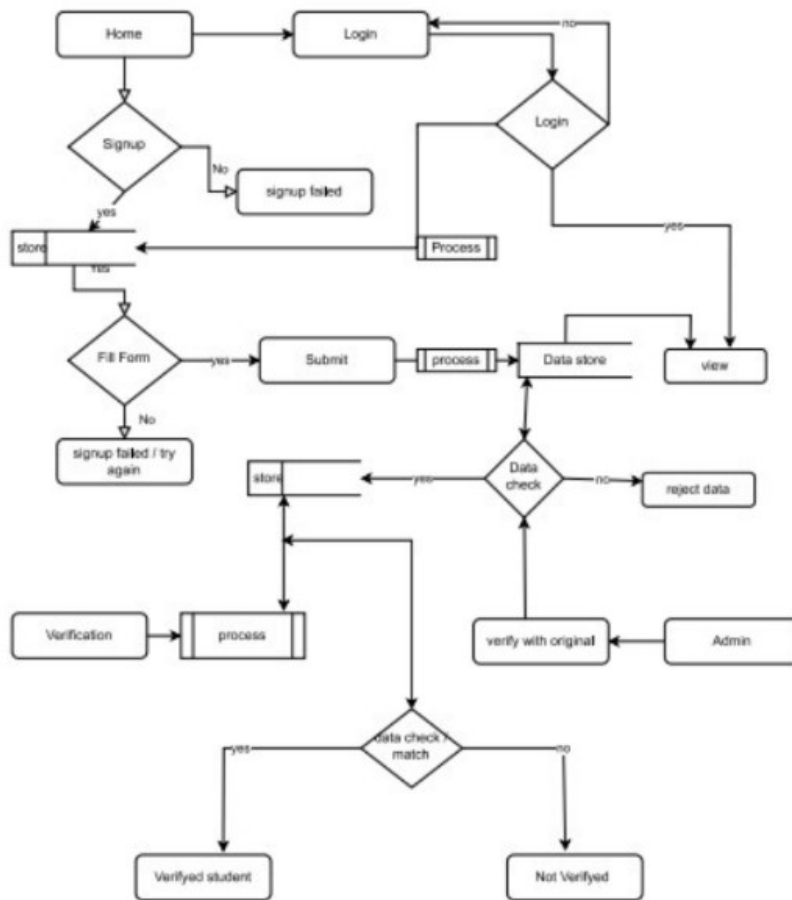 Home
Login
no
Login
Signup
No
signup failed
yes
yes
store
Process
Yes
Fill Form
yes
Submit
process
Data store
view
No
signup failed / try
again
store
yes
Data
check
no
reject data
Verification
process
verify with original
Admin
yes
data check /
match
no
Verifyed student
Not Verifyed